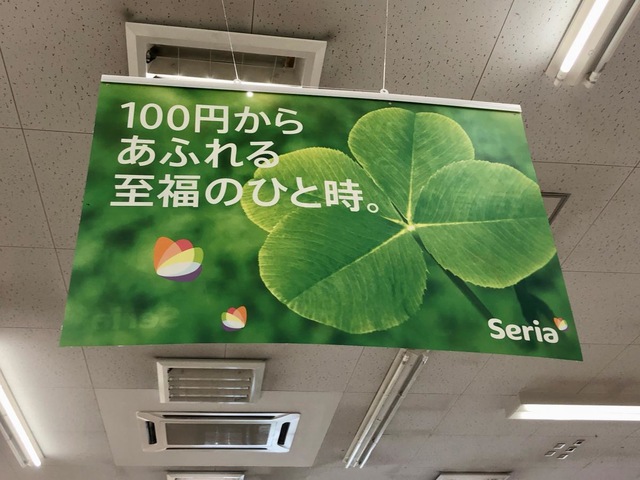 100円から
あふれる
至福のひと時。
Seria